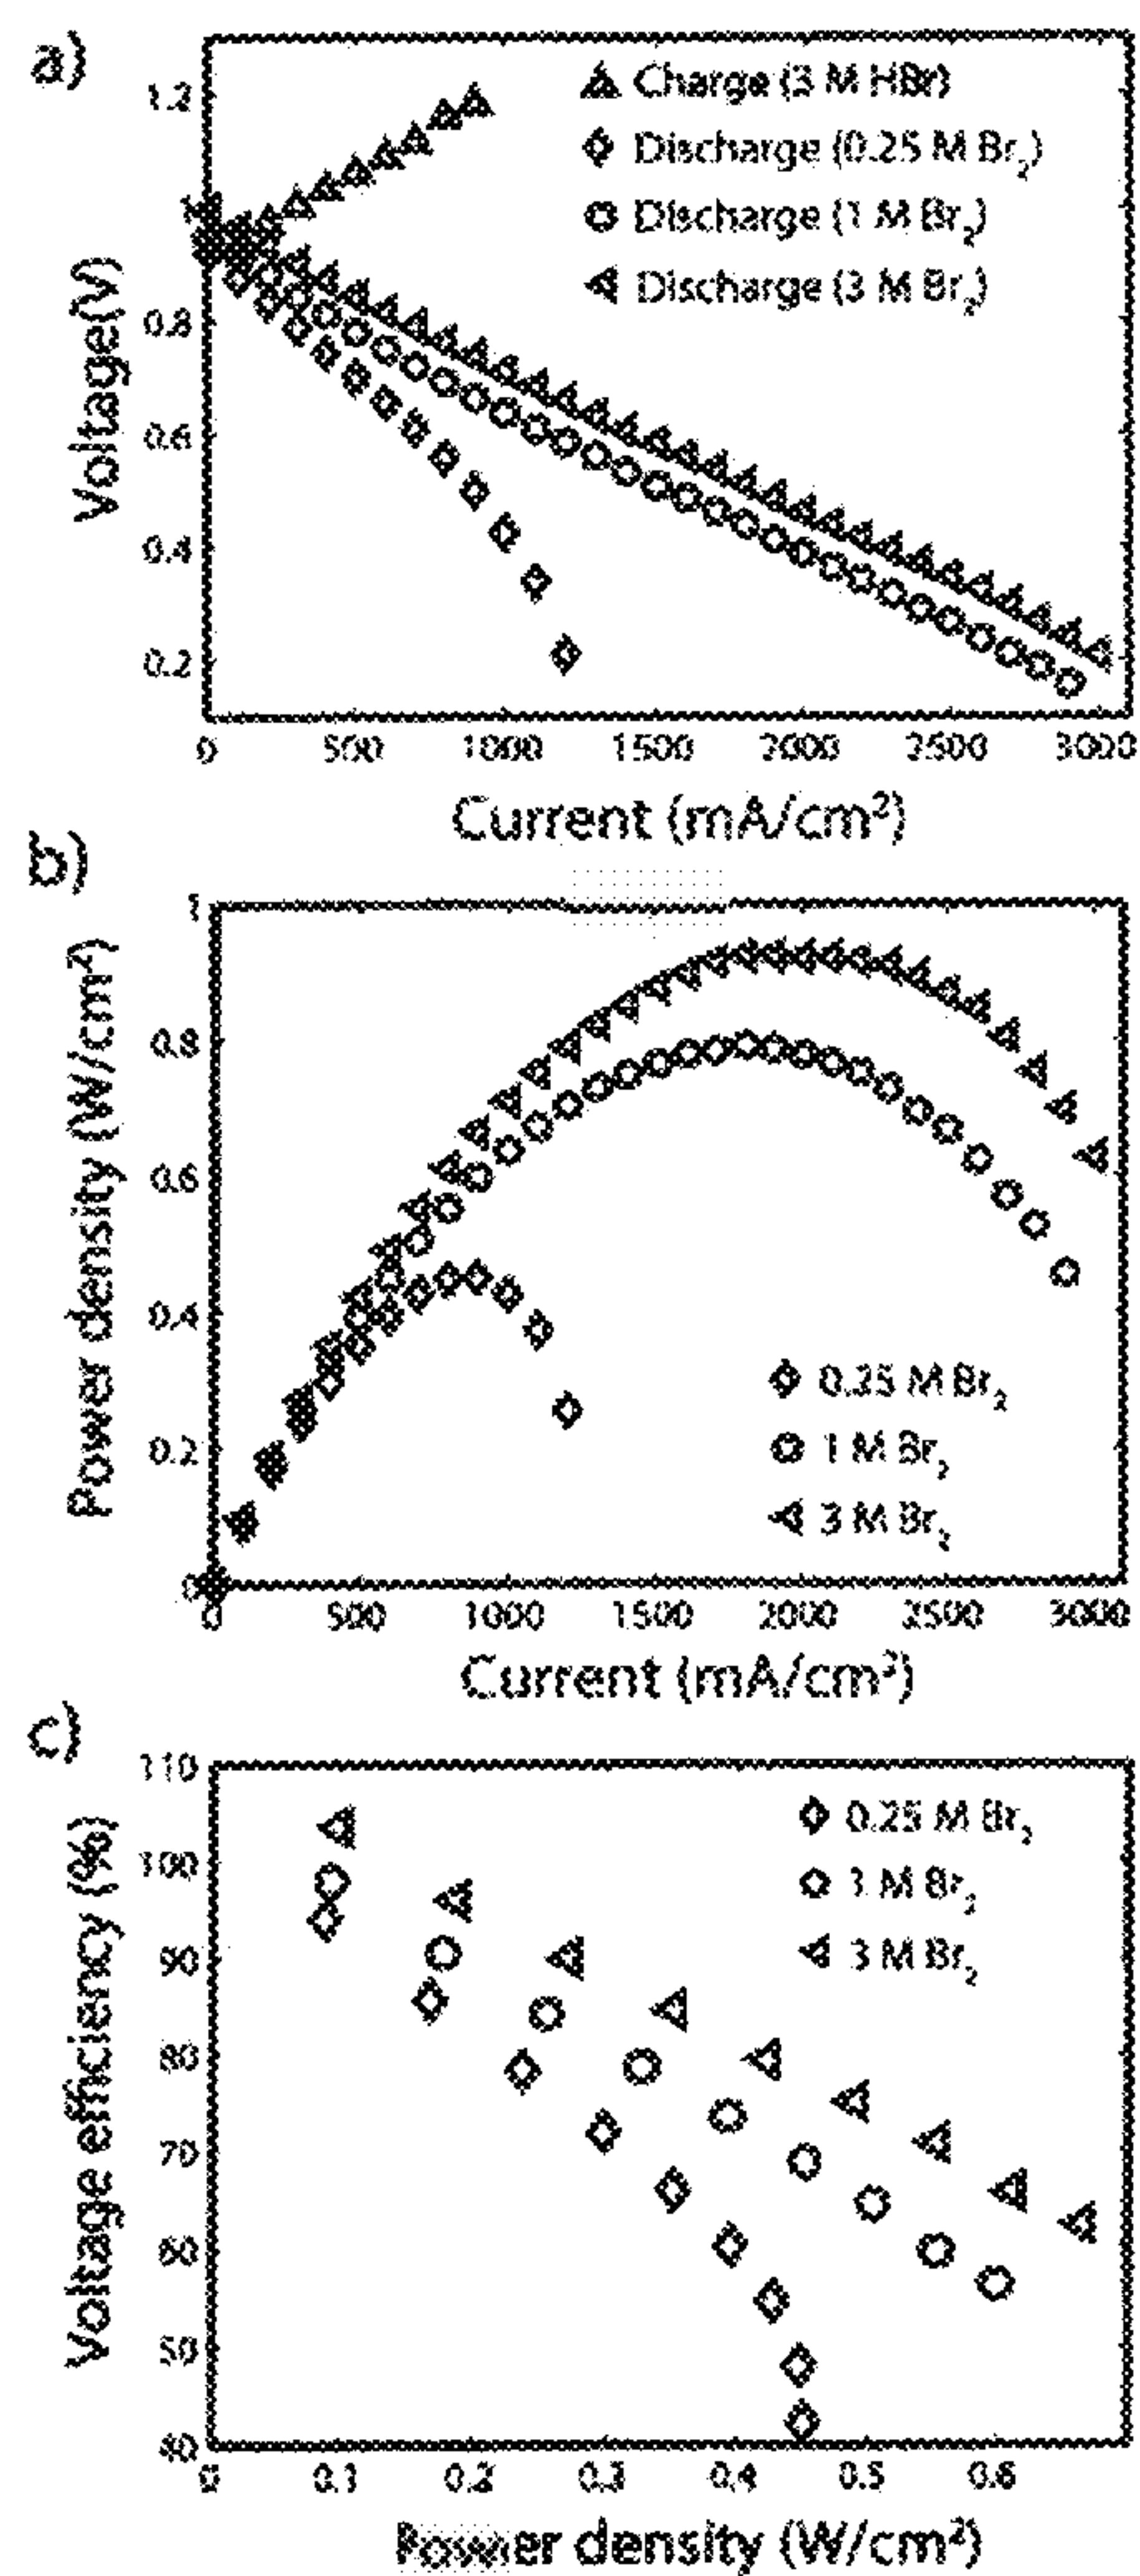 a)
1.2
1
0.8
0.6
0.4
0.2
Voltage(V)
Charge (3 M HBr)
Discharge (0.25 M Br₂)
Discharge (1 M Br₂)
Discharge (3 M Br₂)
0 500 1000 1500 2000 2500 3000
Current (mA/cm²)
b)
1
0.8
0.6
0.4
0.2
0
Power density (W/cm²)
0.25 M Br₂
1 M Br₂
3 M Br₂
0 500 1000 1500 2000 2500 3000
Current (mA/cm²)
c)
110
100
90
80
70
60
50
40
Voltage efficiency (%)
0.25 M Br₂
1 M Br₂
3 M Br₂
0 0.1 0.2 0.3 0.4 0.5 0.6
Power density (W/cm²)